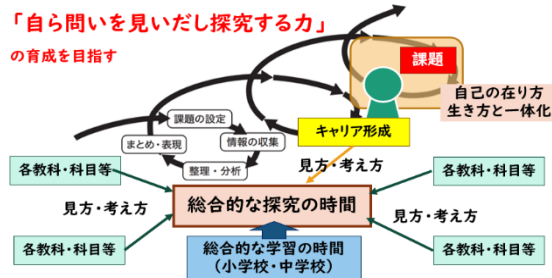 「自ら問いを見いだし探究する力」
の育成を目指す
課題
自己の在り方
生き方と一体化
課題の設定
情報の収集
まとめ・表現
整理・分析
キャリア形成
見方・考え方
各教科・科目等
各教科・科目等
見方・考え方
総合的な探究の時間
見方・考え方
各教科・科目等
各教科・科目等
総合的な学習の時間
（小学校・中学校）